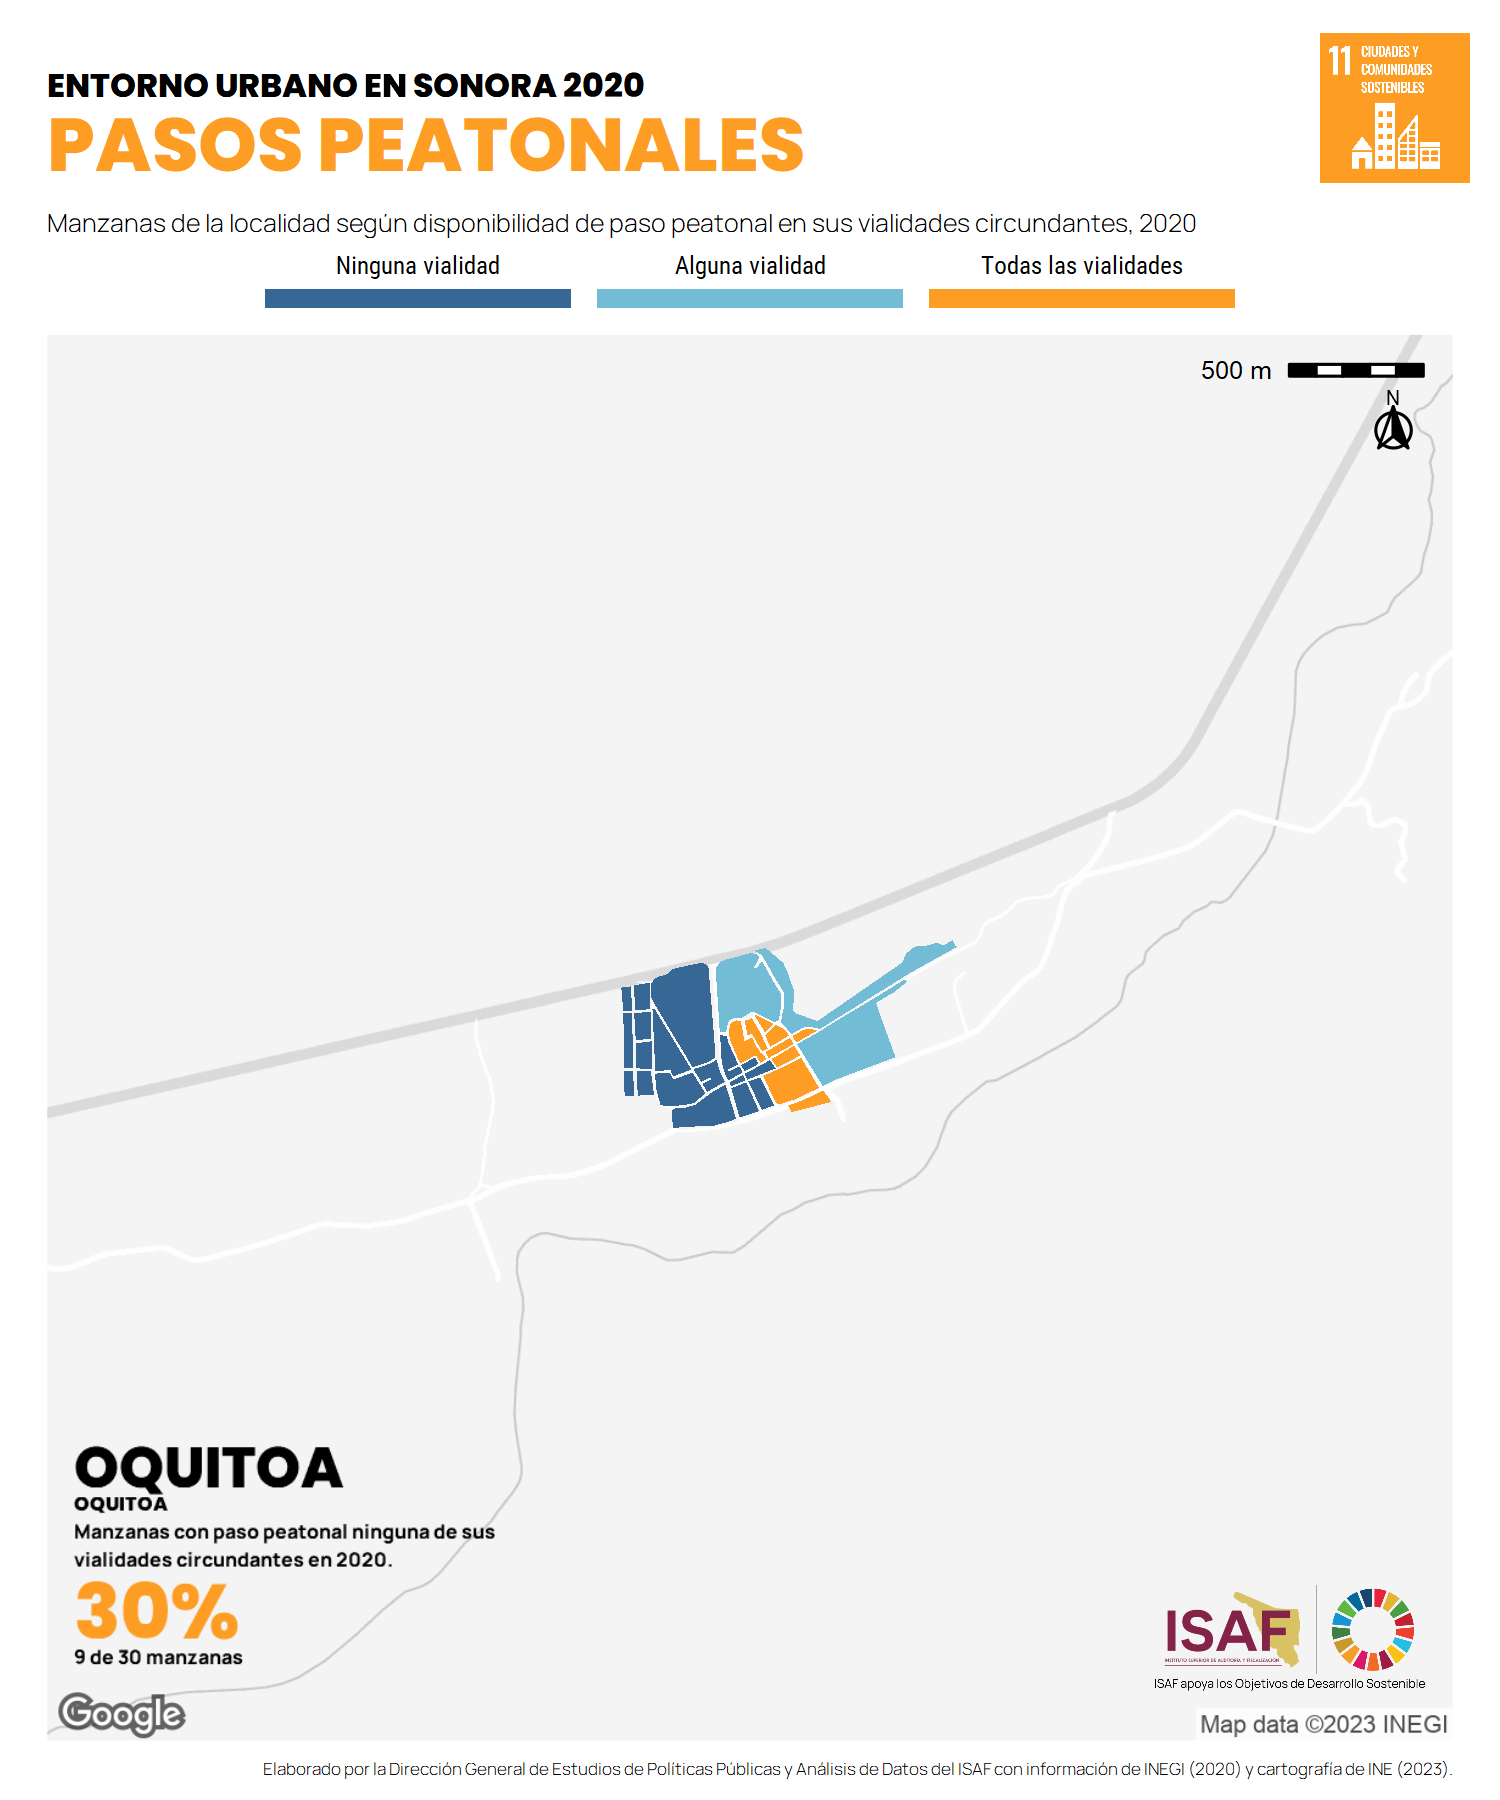 ENTORNO URBANO EN SONORA 2020
PASOS PEATONALES
11 CIUDADES Y
COMUNIDADES
SOSTENIBLES
Manzanas de la localidad según disponibilidad de paso peatonal en sus vialidades circundantes, 2020
Ninguna vialidad Alguna vialidad Todas las vialidades
500 m
N
OQUITOA
OQUITOA
Manzanas con paso peatonal ninguna de sus
vialidades circundantes en 2020.
30%
9 de 30 manzanas
ISAF
INSTITUTO SUPERIOR DE AUDITORÍA Y FISCALIZACIÓN
ISAF apoya los Objetivos de Desarrollo Sostenible
Google
Map data ©2023 INEGI
Elaborado por la Dirección General de Estudios de Políticas Públicas y Análisis de Datos del ISAF con información de INEGI (2020) y cartografía de INE (2023).